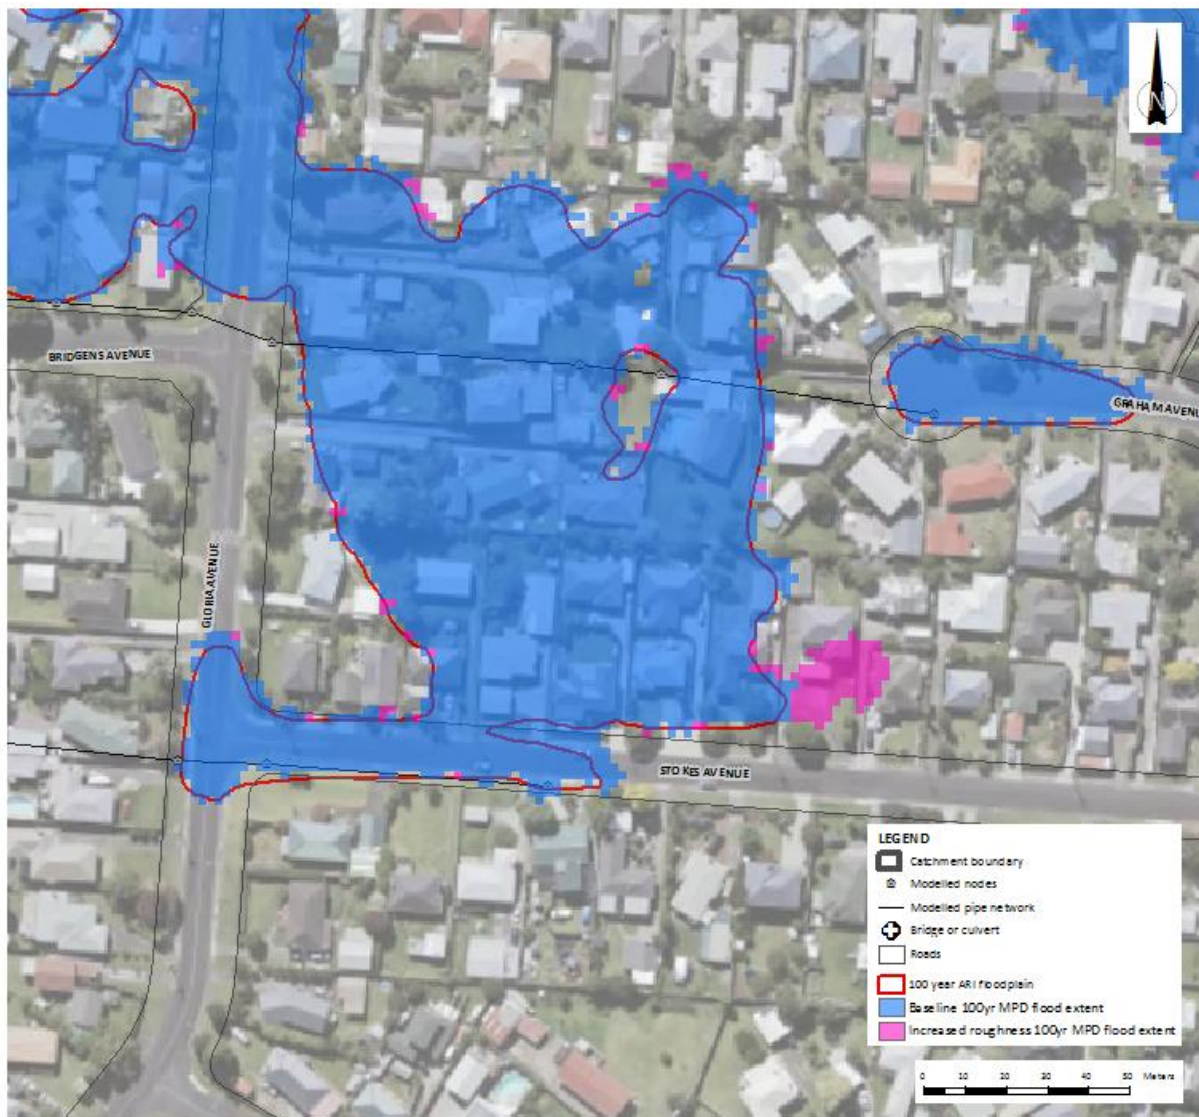 N
BRIDGENS AVENUE
GRAHAM AVENU
GLORIA AVENUE
STOKES AVENUE
LEGEND
Catchment boundary
Modelled nodes
Modelled pipe network
Bridge or culvert
Roads
100 year ARI floodplain
Baseline 100yr MPD flood extent
Increased roughness 100yr MPD flood extent
0 10 20 30 40 50 Meters